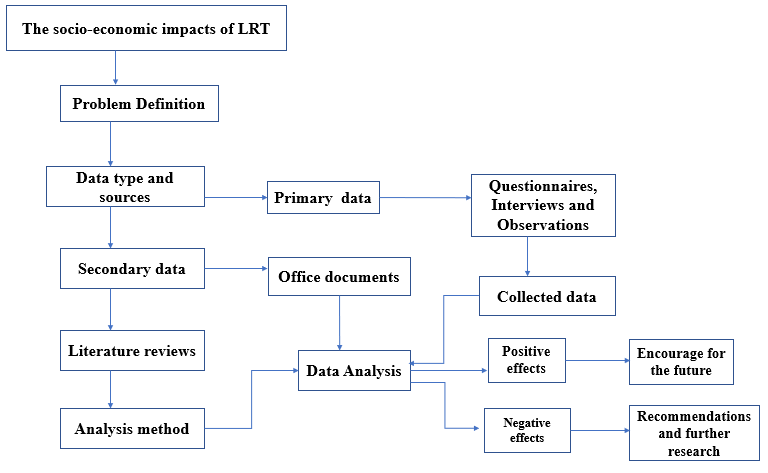 The socio-economic impacts of LRT
Problem Definition
Data type and
sources
Primary data
Questionnaires,
Interviews and
Observations
Secondary data
Office documents
Collected data
Literature reviews
Data Analysis
Positive
effects
Encourage for
the future
Analysis method
Negative
effects
Recommendations
and further
research